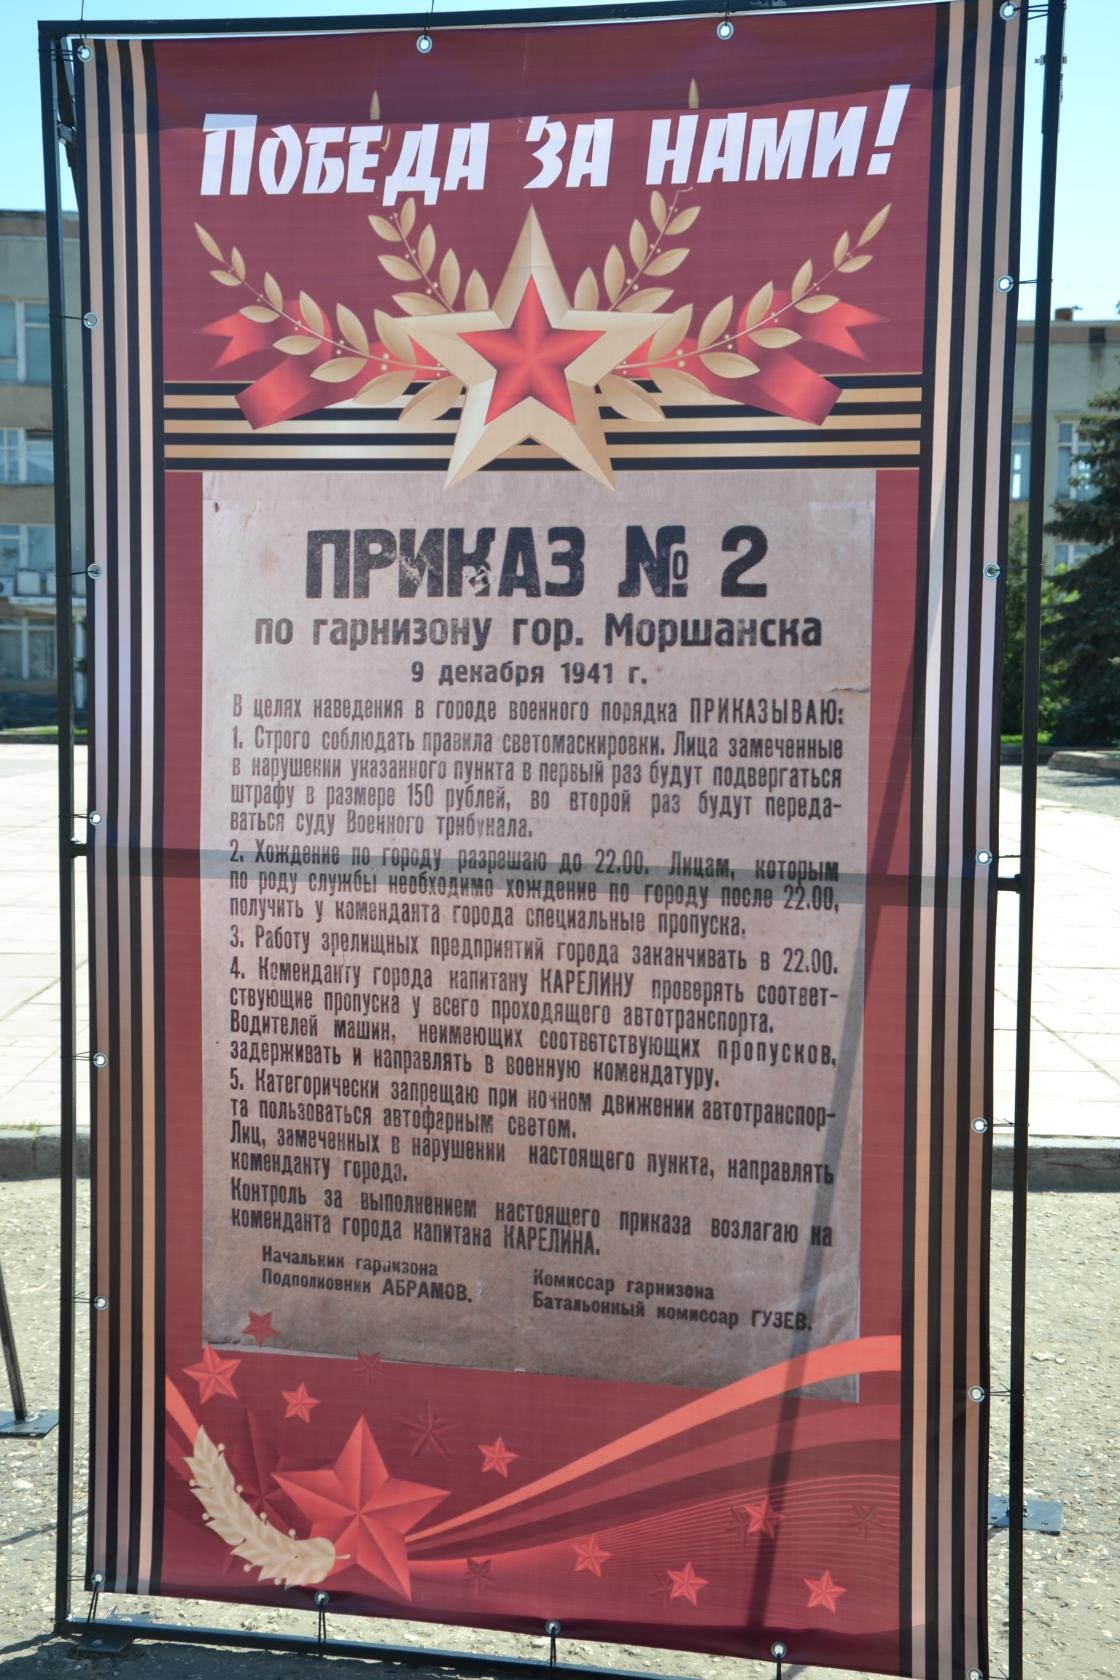 Победа за нами!
ПРИКАЗ № 2
по гарнизону гор. Моршанска
9 декабря 1941 г.
В целях наведения в городе военного порядка ПРИКАЗЫВАЮ:
1. Строго соблюдать правила светомаскировки. Лица замеченные
в нарушении указанного пункта в первый раз будут подвергаться
штрафу в размере 150 рублей, во второй раз будут переда-
ваться суду Военного трибунала.
2. Хождение по городу разрешаю до 22.00. Лицам, которым
по роду службы необходимо хождение по городу после 22.00,
получить у коменданта города специальные пропуска.
3. Работу зрелищных предприятий города заканчивать в 22.00.
4. Коменданту города капитану КАРЕЛИНУ проверять соответ-
ствующие пропуска у всего проходящего автотранспорта.
Водителей машин, неимеющих соответствующих пропусков,
задерживать и направлять в военную комендатуру.
5. Категорически запрещаю при ночном движении автотранспор-
та пользоваться автофарным светом.
Лиц, замеченных в нарушении настоящего пункта, направлять
коменданту города.
Контроль за выполнением настоящего приказа возлагаю на
коменданта города капитана КАРЕЛИНА.
Начальник гарнизона
Подполковник АБРАМОВ.
Комиссар гарнизона
Батальонный комиссар ГУЗЕВ.